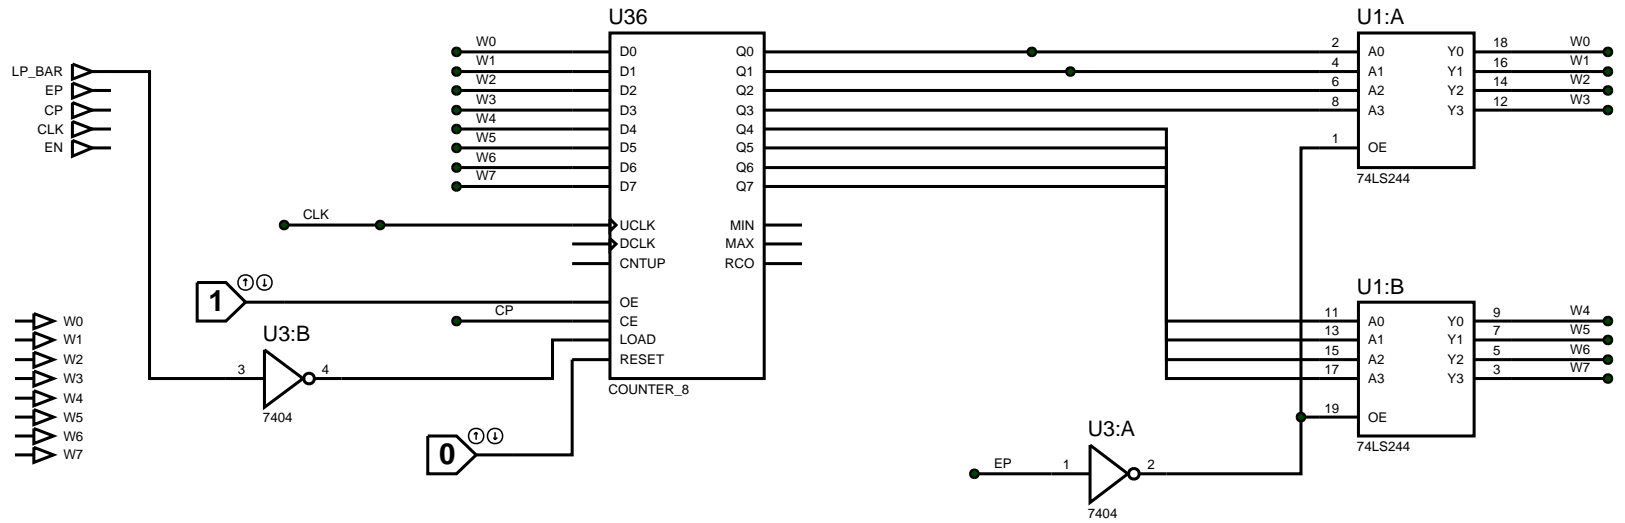 U36
U1:A
W0 D0 Q0 2 A0 Y0 18 W0
LP_BAR W1 D1 Q1 4 A1 Y1 16 W1
EP W2 D2 Q2 6 A2 Y2 14 W2
CP W3 D3 Q3 8 A3 Y3 12 W3
CLK W4 D4 Q4
EN W5 D5 Q5 1 OE
W6 D6 Q6
74LS244
W7 D7 Q7
CLK UCLK MIN
DCLK MAX
CNTUP RCO
U1:B
1 OE
W0 CP CE 11 A0 Y0 9 W4
U3:B
W1 LOAD 13 A1 Y1 7 W5
W2 RESET 15 A2 Y2 5 W6
W3 3 4 17 A3 Y3 3 W7
COUNTER_8
W4
W5 7404 19 OE
W6 U3:A
74LS244
W7 0
EP 1 2
7404